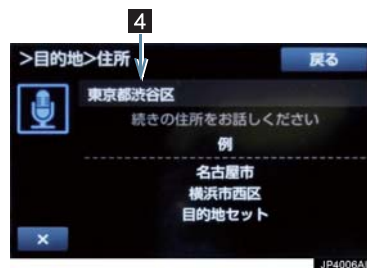 4
>目的地>住所
戻る
東京都渋谷区
続きの住所をお話しください
例
名古屋市
横浜市西区
目的地セット
×
JP4006A